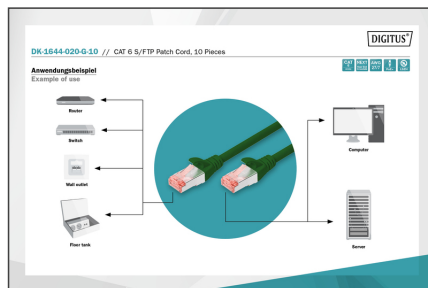 DIGITUS®
DK-1644-020-G-10 // CAT 6 S/FTP Patch Cord, 10 Pieces
Anwendungsbeispiel
Example of use
Router
Switch
Wall outlet
Floor tank
Computer
Server